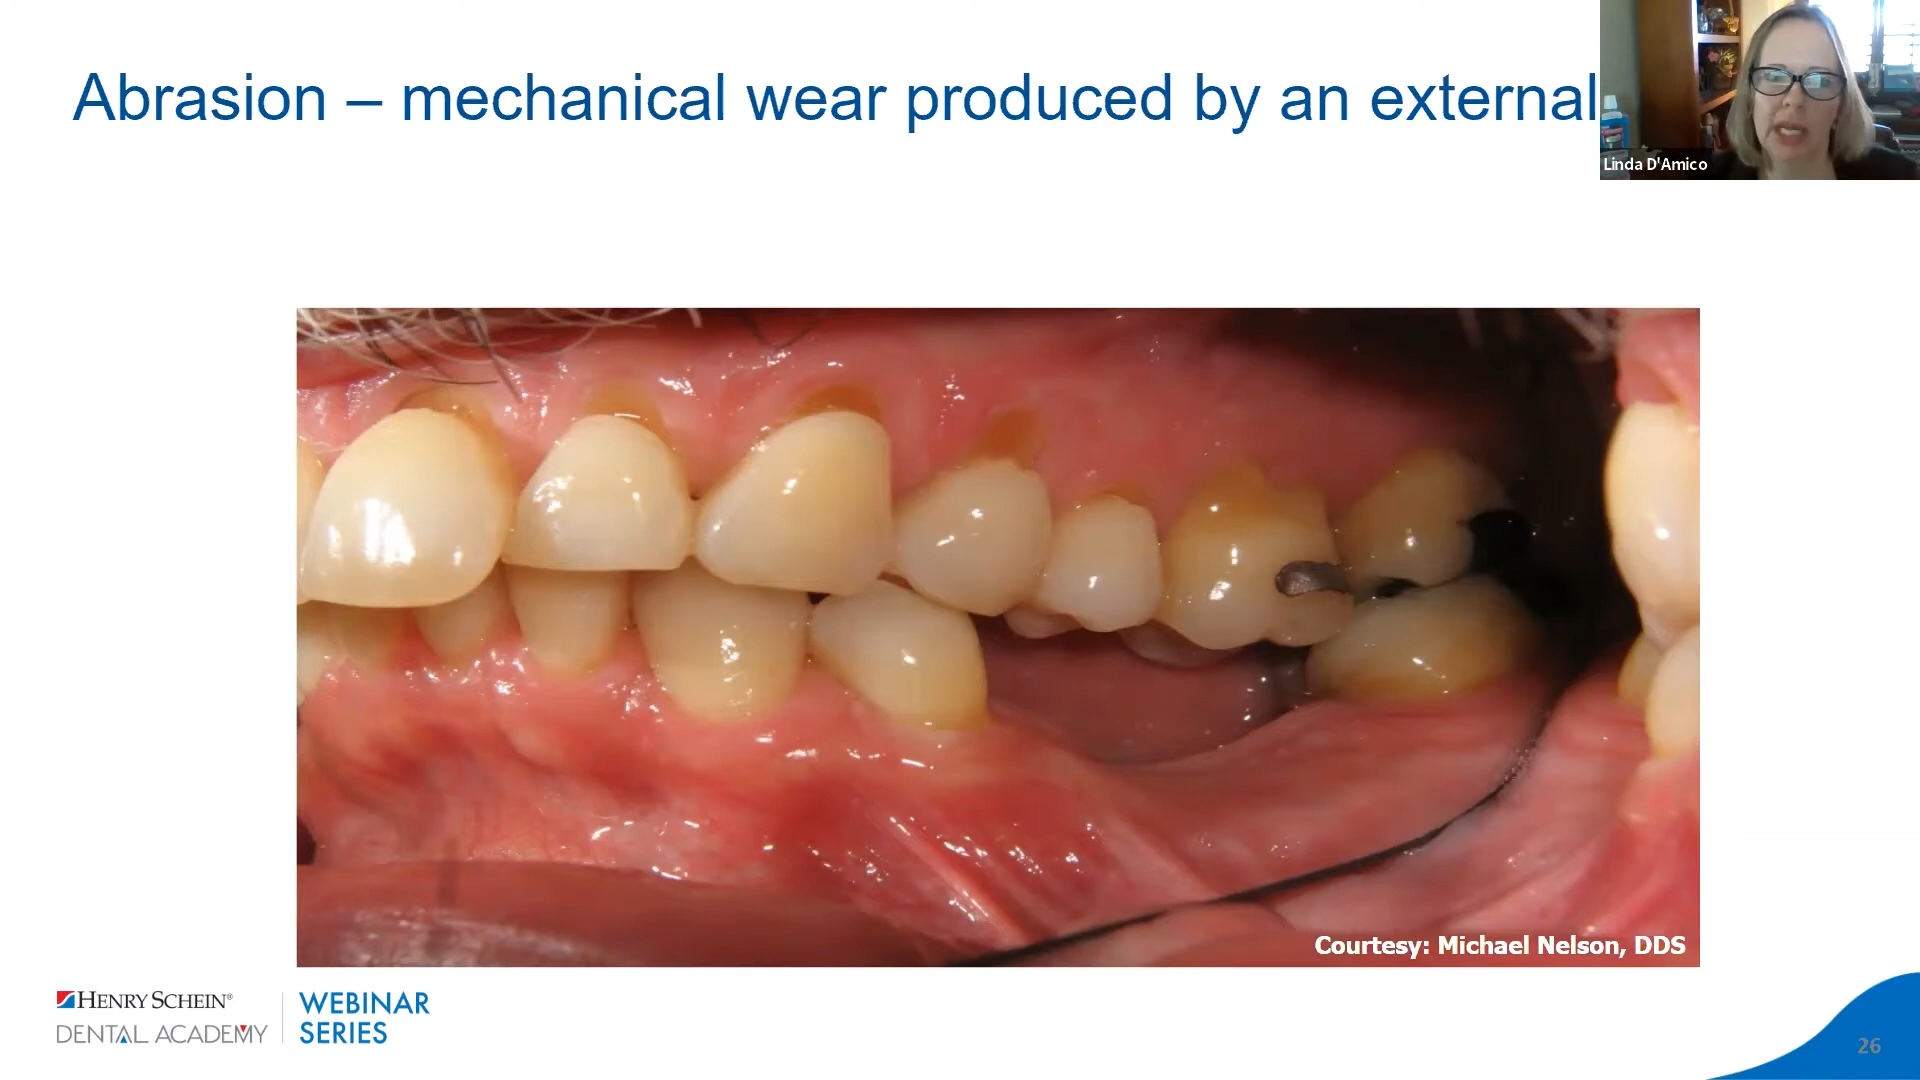 Abrasion – mechanical wear produced by an external
Linda D'Amico
Courtesy: Michael Nelson, DDS
HENRY SCHEIN®
DENTAL ACADEMY
WEBINAR
SERIES
26